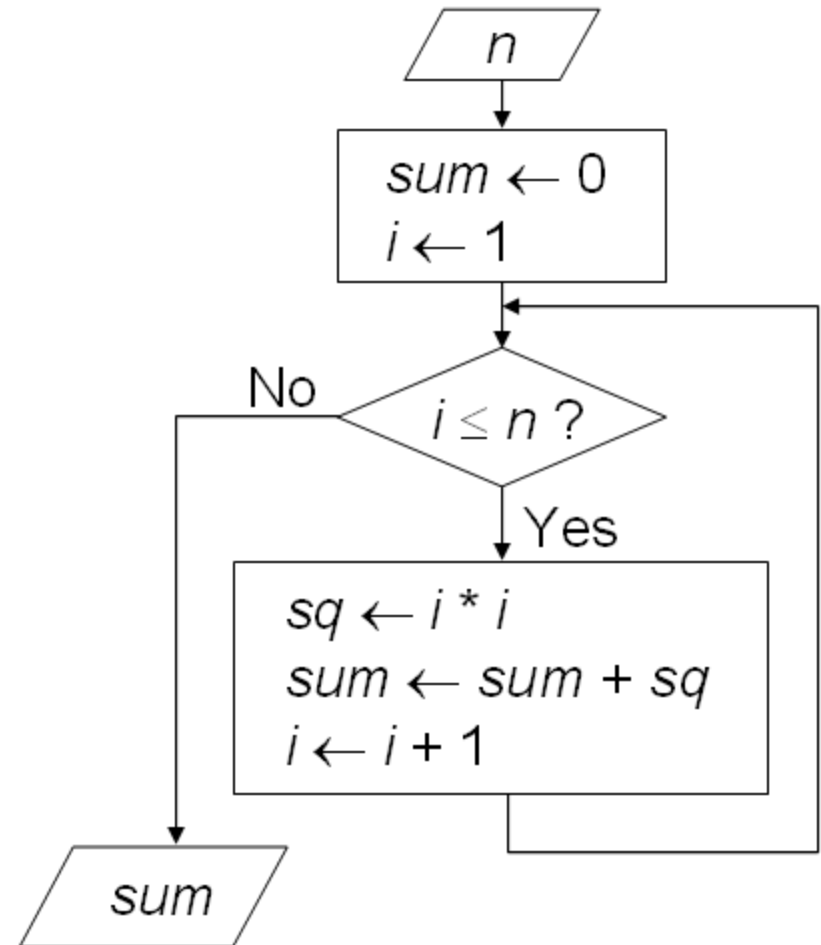 n
sum ← 0
i ← 1
No
i ≤ n ?
Yes
sq ← i * i
sum ← sum + sq
i ← i + 1
sum